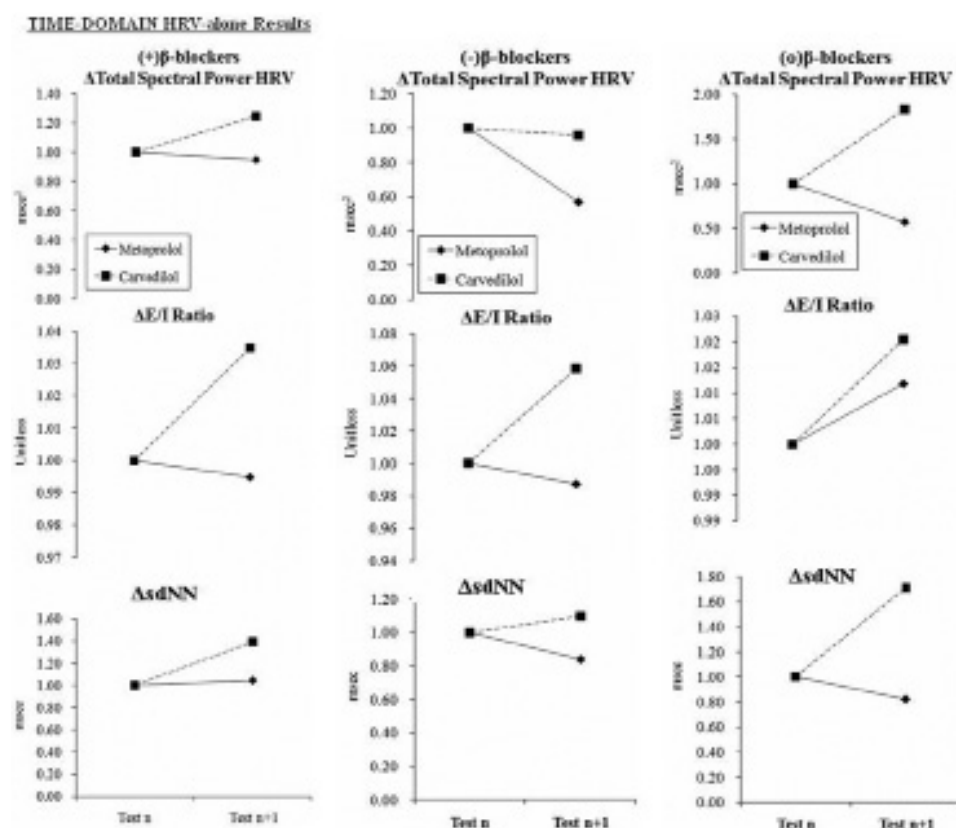 TIME-DOMAIN HRV-alone Results
(+)β-blockers
ΔTotal Spectral Power HRV
1.40
1.20
1.00
0.80
0.60
0.40
0.20
0.00
msec²
Metoprolol
Carvedilol
(-)β-blockers
ΔTotal Spectral Power HRV
1.20
1.00
0.80
0.60
0.40
0.20
0.00
msec²
Metoprolol
Carvedilol
(o)β-blockers
ΔTotal Spectral Power HRV
2.00
1.50
1.00
0.50
0.00
msec²
Metoprolol
Carvedilol
ΔE/I Ratio
1.04
1.03
1.02
1.01
1.00
0.99
0.98
0.97
Unitless
ΔE/I Ratio
1.08
1.06
1.04
1.02
1.00
0.98
0.96
0.94
Unitless
ΔE/I Ratio
1.03
1.02
1.02
1.01
1.01
1.00
1.00
0.99
0.99
Unitless
ΔsdNN
1.60
1.40
1.20
1.00
0.80
0.60
0.40
0.20
0.00
msec
Test n
Test n+1
ΔsdNN
1.20
1.00
0.80
0.60
0.40
0.20
0.00
msec
Test n
Test n+1
ΔsdNN
1.80
1.60
1.40
1.20
1.00
0.80
0.60
0.40
0.20
0.00
msec
Test n
Test n+1